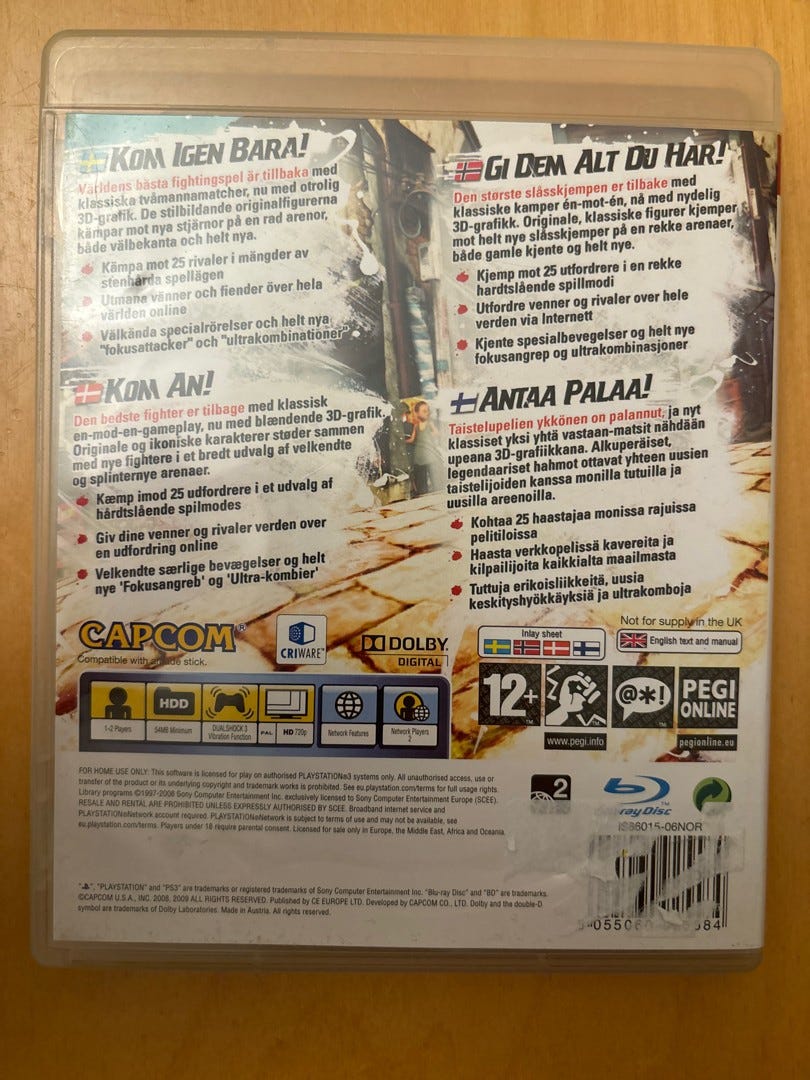 KOM IGEN BARA!
Världens bästa fightingspel är tillbaka med
klassiska tvåmannamatcher, nu med otrolig
3D-grafik. De stilbildande originalfigurerna
kämpar mot nya stjärnor på en rad arenor,
både välbekanta och helt nya.
Kämpa mot 25 rivaler i mängder av
stenhårda spellägen
Utmana vänner och fiender över hela
världen online
Välkända specialrörelser och helt nya
"fokusattacker" och "ultrakombinationer"
GI DEM ALT DU HAR!
Den største slåsskjempen er tilbake med
klassiske kamper én-mot-én, nå med nydelig
3D-grafikk. Originale, klassiske figurer kjemper
mot helt nye slåsskjemper på en rekke arenaer,
både gamle kjente og helt nye.
Kjemp mot 25 utfordrere i en rekke
hardtslående spillmodi
Utfordre venner og rivaler over hele
verden via Internett
Kjente spesialbevegelser og helt nye
fokusangrep og ultrakombinasjoner
KOM AN!
Den bedste fighter er tilbage med klassisk
en-mod-en-gameplay, nu med blændende 3D-grafik.
Originale og ikoniske karakterer støder sammen
med nye fightere i et bredt udvalg af velkendte
og splinternye arenaer.
Kæmp imod 25 udfordrere i et udvalg af
hårdtslående spilmodes
Giv dine venner og rivaler verden over
en udfordring online
Velkendte særlige bevægelser og helt
nye 'Fokusangreb' og 'Ultra-kombier'
ANTAA PALAA!
Taistelupelien ykkönen on palannut, ja nyt
klassiset yksi yhtä vastaan-matsit nähdään
upeana 3D-grafiikkana. Alkuperäiset,
legendaariset hahmot ottavat yhteen uusien
taistelijoiden kanssa monilla tutuilla ja
uusilla areenoilla.
Kohtaa 25 haastajaa monissa rajuissa
pelitiloissa
Haasta verkkopelissä kavereita ja
kilpailijoita kaikkialta maailmasta
Tuttuja erikoisliikkeitä, uusia
keskityshyökkäyksiä ja ultrakomboja
CAPCOM®
Compatible with arcade stick.
CRIWARE™
DOLBY
DIGITAL
Not for supply in the UK
Inlay sheet
English text and manual
1-2 Players
HDD
54MB Minimum
DUALSHOCK 3
Vibration Function
PAL
HD 720p
Network Features
Network Players
2
12+
www.pegi.info
@*!
PEGI
ONLINE
pegionline.eu
FOR HOME USE ONLY: This software is licensed for play on authorised PLAYSTATION®3 systems only. All unauthorised access, use or
transfer of the product or its underlying copyright and trademark works is prohibited. See eu.playstation.com/terms for full usage rights.
Library programs ©1997-2008 Sony Computer Entertainment Inc. exclusively licensed to Sony Computer Entertainment Europe (SCEE).
RESALE AND RENTAL ARE PROHIBITED UNLESS EXPRESSLY AUTHORISED BY SCEE. Broadband internet service and
PLAYSTATION®Network account required. PLAYSTATION®Network is subject to terms of use and may not be available, see
eu.playstation.com/terms. Players under 18 require parental consent. Licensed for sale only in Europe, the Middle East, Africa and Oceania.
2
Blu-ray Disc™
IS86015-06NOR
"", "PLAYSTATION" and "PS3" are trademarks or registered trademarks of Sony Computer Entertainment Inc. "Blu-ray Disc" and "BD" are trademarks.
©CAPCOM U.S.A., INC. 2008, 2009 ALL RIGHTS RESERVED. Published by CE EUROPE LTD. Developed by CAPCOM CO., LTD. Dolby and the double-D
symbol are trademarks of Dolby Laboratories. Made in Austria. All rights reserved.